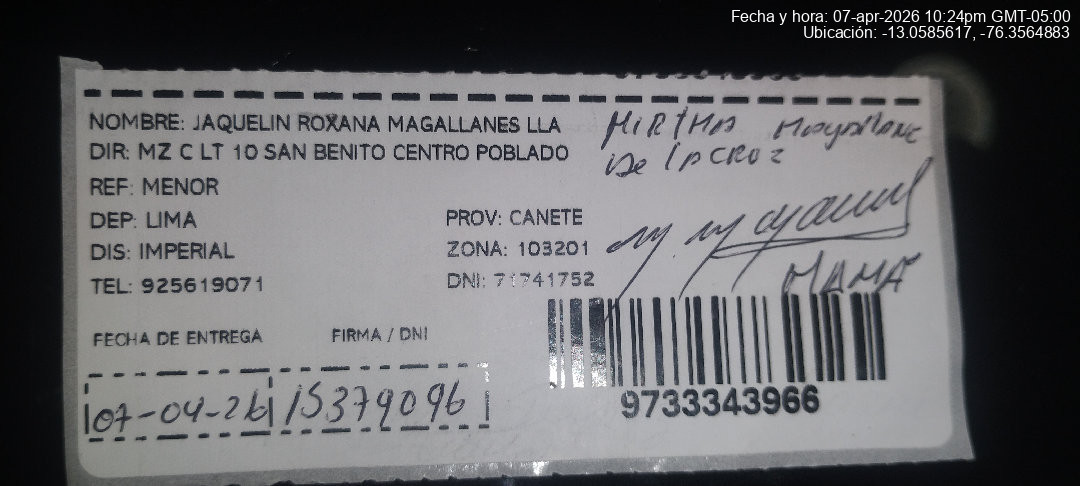 Fecha y hora: 07-apr-2026 10:24pm GMT-05:00
Ubicación: -13.0585617, -76.3564883
NOMBRE: JAQUELIN ROXANA MAGALLANES LLA
DIR: MZ C LT 10 SAN BENITO CENTRO POBLADO
REF: MENOR
DEP: LIMA
PROV: CANETE
DIS: IMPERIAL
ZONA: 103201
TEL: 925619071
DNI: 71741752
MIRTHA Magallanes
De la CRUZ
MAMA
FECHA DE ENTREGA
FIRMA / DNI
07-04-26
15379096
9733343966